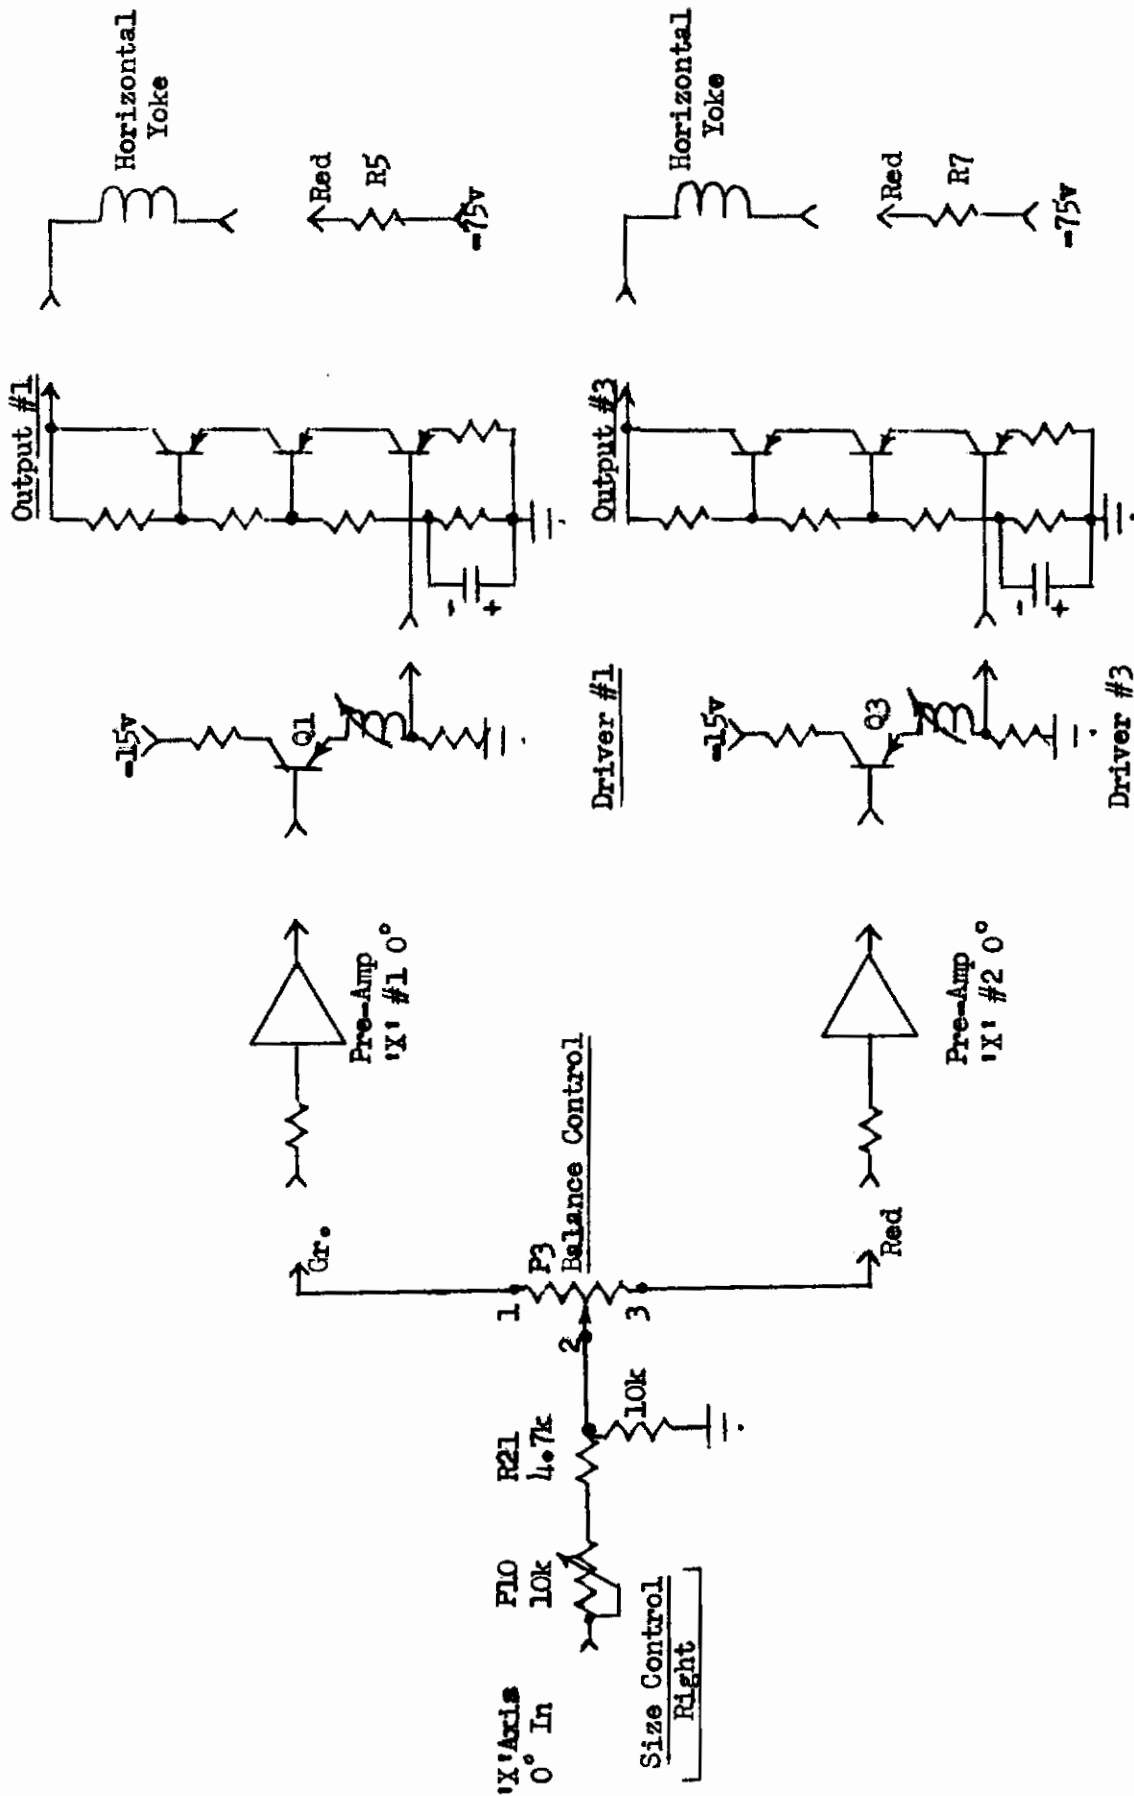 'X'Axis
0° In
P10
10k
Size Control
Right
R21
4.7k
10k
1
2
3
P3
Balance Control
Gr.
Red
Pre-Amp
'X' #1 0°
Pre-Amp
'X' #2 0°
-15v
Q1
Driver #1
-15v
Q3
Driver #3
Output #1
-
+
Output #3
-
+
Horizontal
Yoke
Red
R5
-75v
Horizontal
Yoke
Red
R7
-75v